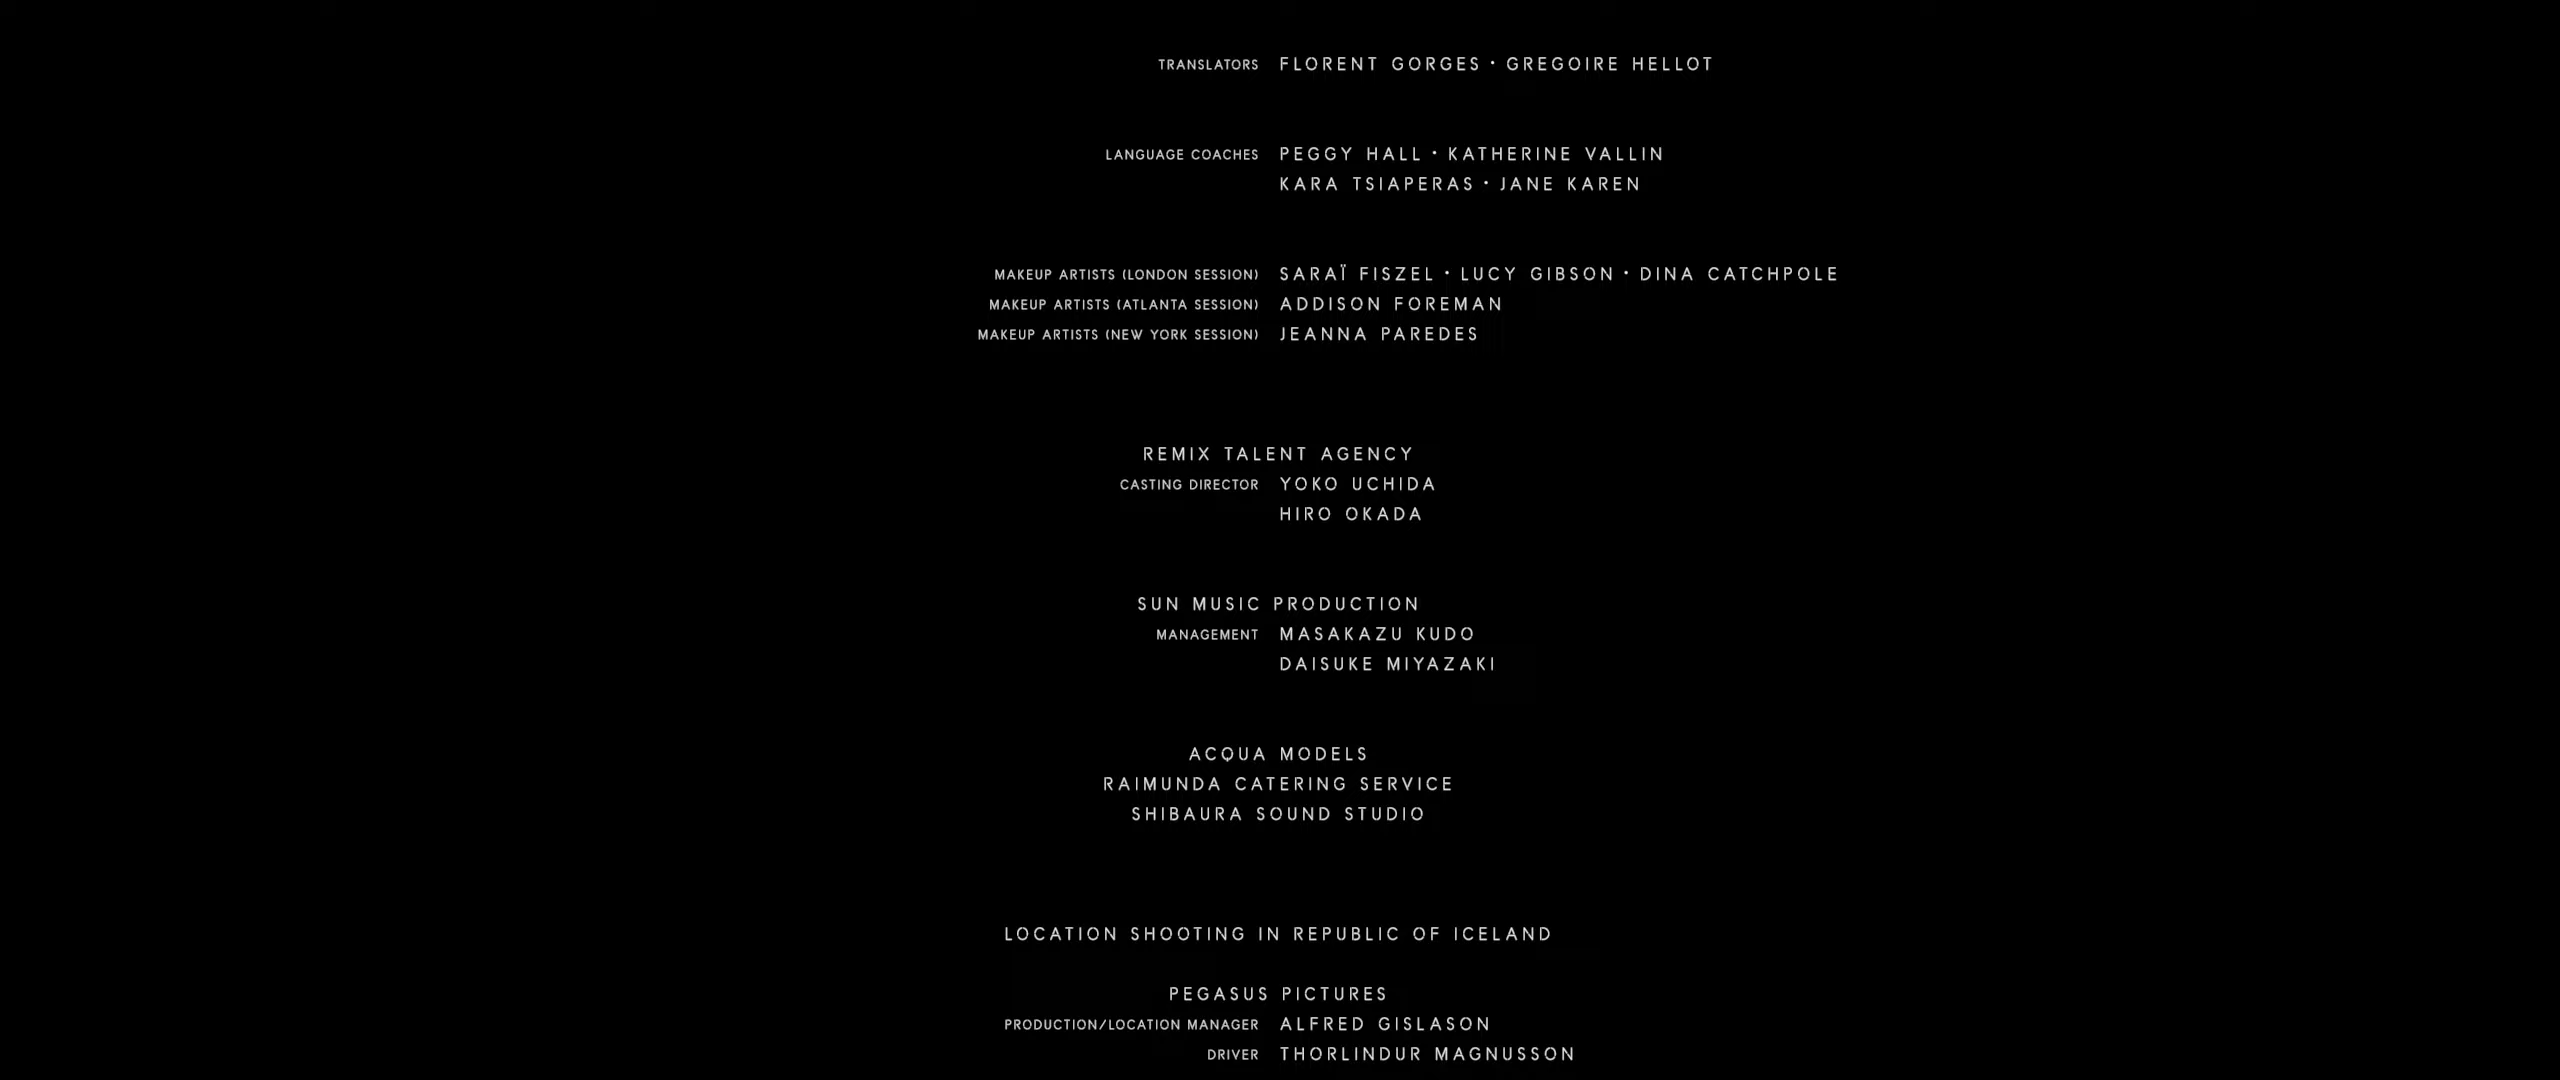 TRANSLATORS FLORENT GORGES・GREGOIRE HELLOT
LANGUAGE COACHES PEGGY HALL・KATHERINE VALLIN
KARA TSIAPERAS・JANE KAREN
MAKEUP ARTISTS (LONDON SESSION) SARAÏ FISZEL・LUCY GIBSON・DINA CATCHPOLE
MAKEUP ARTISTS (ATLANTA SESSION) ADDISON FOREMAN
MAKEUP ARTISTS (NEW YORK SESSION) JEANNA PAREDES
REMIX TALENT AGENCY
CASTING DIRECTOR YOKO UCHIDA
HIRO OKADA
SUN MUSIC PRODUCTION
MANAGEMENT MASAKAZU KUDO
DAISUKE MIYAZAKI
ACQUA MODELS
RAIMUNDA CATERING SERVICE
SHIBAURA SOUND STUDIO
LOCATION SHOOTING IN REPUBLIC OF ICELAND
PEGASUS PICTURES
PRODUCTION/LOCATION MANAGER ALFRED GISLASON
DRIVER THORLINDUR MAGNUSSON